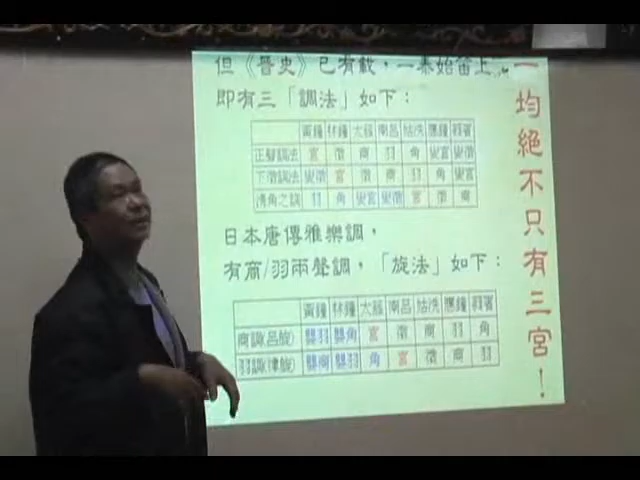 但《晉史》已有載，一泰始笛上
即有三「調法」如下：
黃鐘 林鐘 太簇 南呂 姑洗 應鐘 蕤賓
正聲調法 宮 徵 商 羽 角 變宮 變徵
下徵調法 變徵 宮 徵 商 羽 角 變宮
清角之調 羽 角 變宮 變徵 宮 徵 商
日本唐傳雅樂調，
有商/羽兩聲調，「旋法」如下：
黃鐘 林鐘 太簇 南呂 姑洗 應鐘 蕤賓
商調(呂旋) 嬰羽 嬰角 宮 徵 商 羽 角
羽調(律旋) 嬰商 嬰羽 角 宮 徵 商 羽
一均絕不只有三宮！